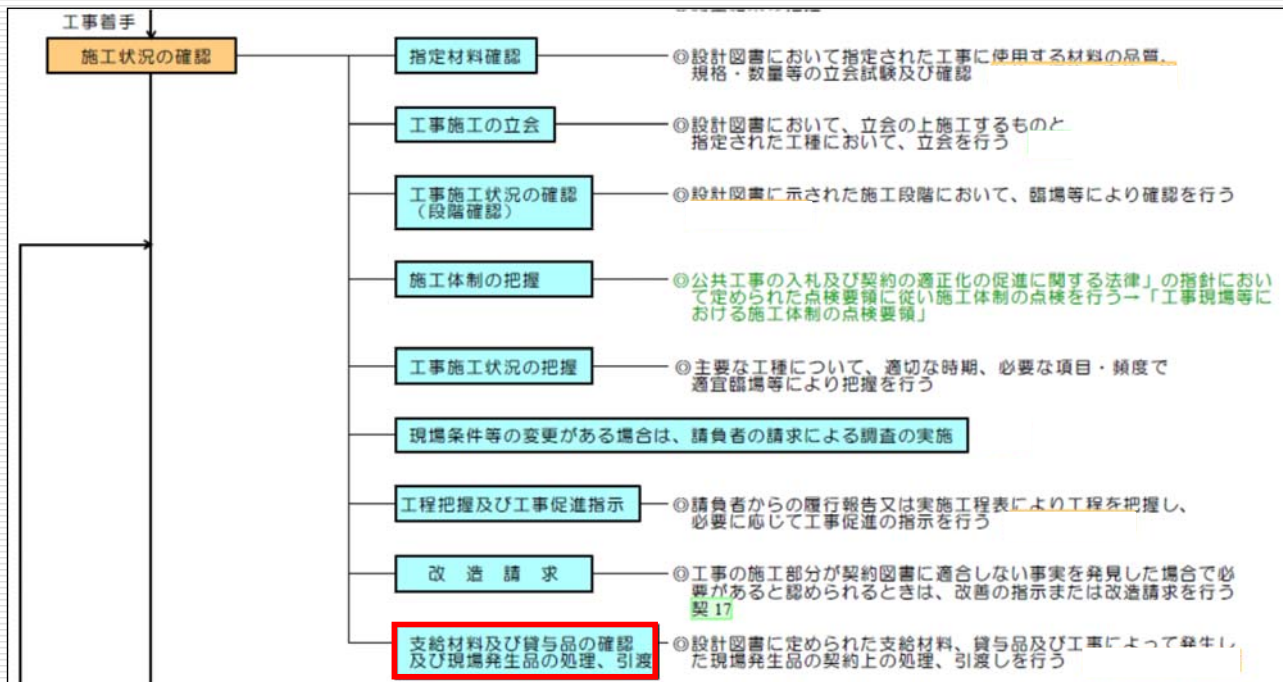 工事着手
施工状況の確認
指定材料確認
◎設計図書において指定された工事に使用する材料の品質、
規格・数量等の立会試験及び確認
工事施工の立会
◎設計図書において、立会の上施工するものと
指定された工種において、立会を行う
工事施工状況の確認
（段階確認）
◎設計図書に示された施工段階において、臨場等により確認を行う
施工体制の把握
◎公共工事の入札及び契約の適正化の促進に関する法律」の指針におい
て定められた点検要領に従い施工体制の点検を行う→「工事現場等に
おける施工体制の点検要領」
工事施工状況の把握
◎主要な工種について、適切な時期、必要な項目・頻度で
適宜臨場等により把握を行う
現場条件等の変更がある場合は、請負者の請求による調査の実施
工程把握及び工事促進指示
◎請負者からの履行報告又は実施工程表により工程を把握し、
必要に応じて工事促進の指示を行う
改 造 請 求
◎工事の施工部分が契約図書に適合しない事実を発見した場合で必
要があると認められるときは、改善の指示または改造請求を行う
契 17
支給材料及び貸与品の確認
及び現場発生品の処理、引渡
◎設計図書に定められた支給材料、貸与品及び工事によって発生し
た現場発生品の契約上の処理、引渡しを行う